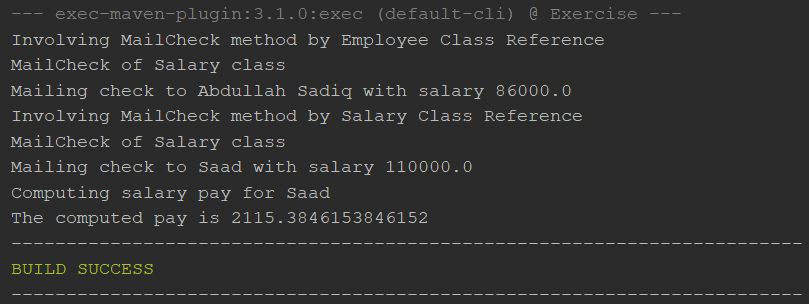 --- exec-maven-plugin:3.1.0:exec (default-cli) @ Exercise ---
Involving MailCheck method by Employee Class Reference
MailCheck of Salary class
Mailing check to Abdullah Sadiq with salary 86000.0
Involving MailCheck method by Salary Class Reference
MailCheck of Salary class
Mailing check to Saad with salary 110000.0
Computing salary pay for Saad
The computed pay is 2115.3846153846152
------------------------------------------------------------------------
BUILD SUCCESS
------------------------------------------------------------------------